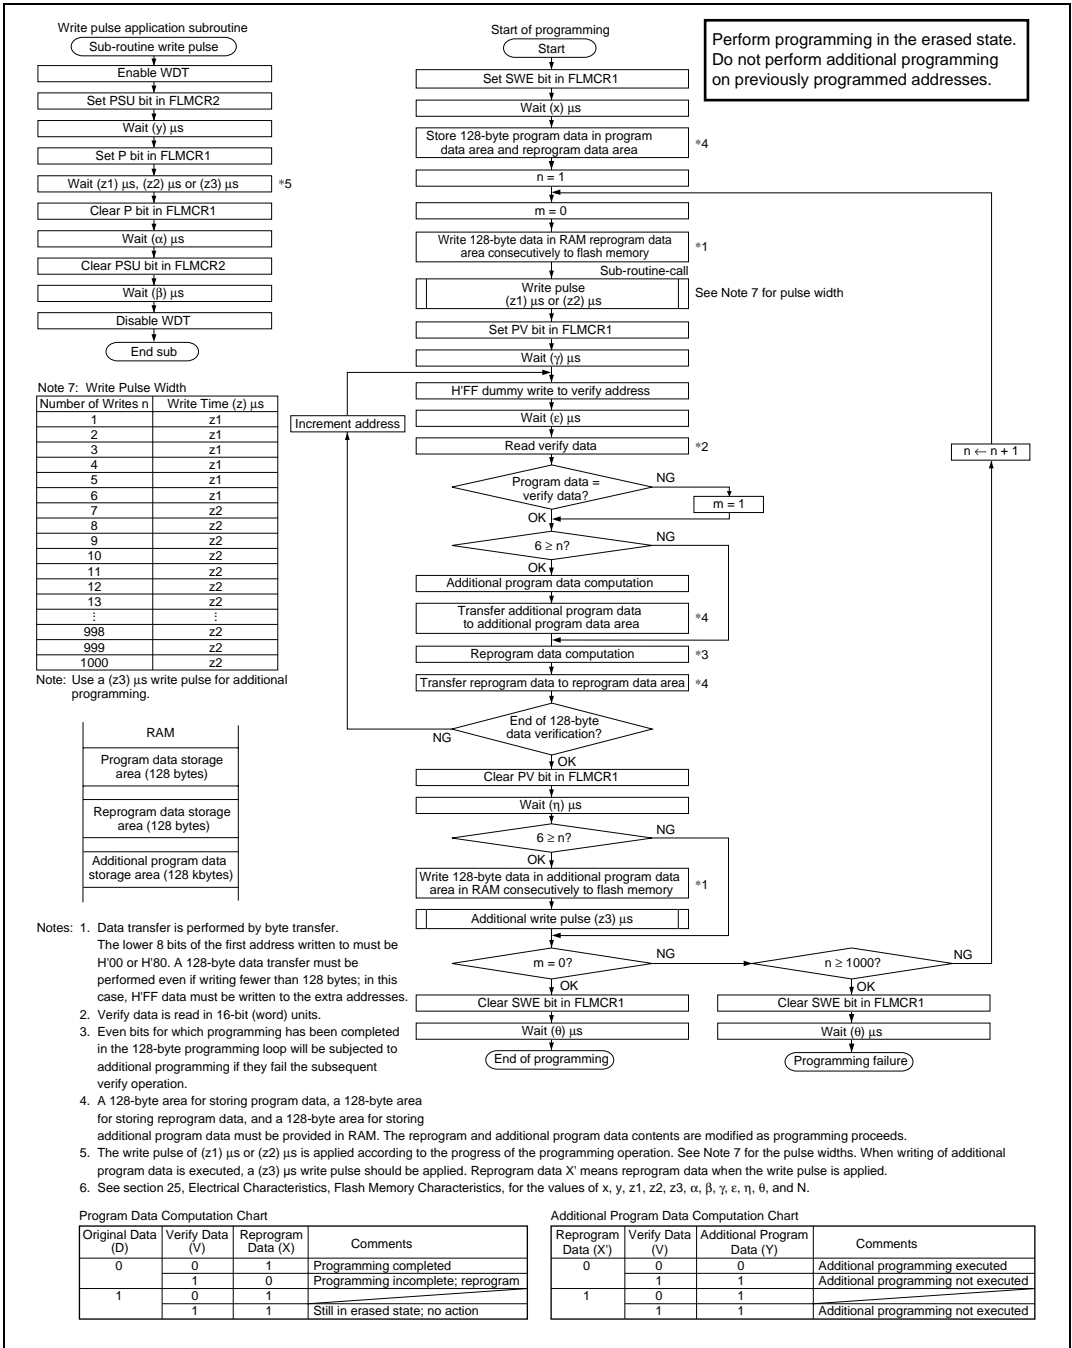 Write pulse application subroutine
Sub-routine write pulse
Enable WDT
Set PSU bit in FLMCR2
Wait (y) μs
Set P bit in FLMCR1
Wait (z1) μs, (z2) μs or (z3) μs
*5
Clear P bit in FLMCR1
Wait (α) μs
Clear PSU bit in FLMCR2
Wait (β) μs
Disable WDT
End sub
Note 7: Write Pulse Width
Number of Writes n Write Time (z) μs
1 z1
2 z1
3 z1
4 z1
5 z1
6 z1
7 z2
8 z2
9 z2
10 z2
11 z2
12 z2
13 z2
⋮ ⋮
998 z2
999 z2
1000 z2
Note: Use a (z3) μs write pulse for additional
programming.
RAM
Program data storage
area (128 bytes)
Reprogram data storage
area (128 bytes)
Additional program data
storage area (128 kbytes)
Start of programming
Start
Perform programming in the erased state.
Do not perform additional programming
on previously programmed addresses.
Set SWE bit in FLMCR1
Wait (x) μs
Store 128-byte program data in program
data area and reprogram data area
*4
n = 1
m = 0
Write 128-byte data in RAM reprogram data
area consecutively to flash memory
*1
Sub-routine-call
Write pulse
(z1) μs or (z2) μs
See Note 7 for pulse width
Set PV bit in FLMCR1
Wait (γ) μs
H'FF dummy write to verify address
Increment address
Wait (ε) μs
Read verify data
*2
n ← n + 1
Program data =
verify data?
NG
m = 1
OK
6 ≥ n?
NG
OK
Additional program data computation
Transfer additional program data
to additional program data area
*4
Reprogram data computation
*3
Transfer reprogram data to reprogram data area
*4
End of 128-byte
data verification?
NG
OK
Clear PV bit in FLMCR1
Wait (η) μs
6 ≥ n?
NG
OK
Write 128-byte data in additional program data
area in RAM consecutively to flash memory
*1
Additional write pulse (z3) μs
m = 0?
NG
n ≥ 1000?
NG
OK
OK
Clear SWE bit in FLMCR1
Clear SWE bit in FLMCR1
Wait (θ) μs
Wait (θ) μs
End of programming
Programming failure
Notes: 1. Data transfer is performed by byte transfer.
The lower 8 bits of the first address written to must be
H'00 or H'80. A 128-byte data transfer must be
performed even if writing fewer than 128 bytes; in this
case, H'FF data must be written to the extra addresses.
2. Verify data is read in 16-bit (word) units.
3. Even bits for which programming has been completed
in the 128-byte programming loop will be subjected to
additional programming if they fail the subsequent
verify operation.
4. A 128-byte area for storing program data, a 128-byte area
for storing reprogram data, and a 128-byte area for storing
additional program data must be provided in RAM. The reprogram and additional program data contents are modified as programming proceeds.
5. The write pulse of (z1) μs or (z2) μs is applied according to the progress of the programming operation. See Note 7 for the pulse widths. When writing of additional
program data is executed, a (z3) μs write pulse should be applied. Reprogram data X' means reprogram data when the write pulse is applied.
6. See section 25, Electrical Characteristics, Flash Memory Characteristics, for the values of x, y, z1, z2, z3, α, β, γ, ε, η, θ, and N.
Program Data Computation Chart
Original Data Verify Data Reprogram Comments
(D) (V) Data (X)
0 0 1 Programming completed
1 0 Programming incomplete; reprogram
1 0 1
1 1 Still in erased state; no action
Additional Program Data Computation Chart
Reprogram Verify Data Additional Program Comments
Data (X') (V) Data (Y)
0 0 0 Additional programming executed
1 1 Additional programming not executed
1 0 1
1 1 Additional programming not executed